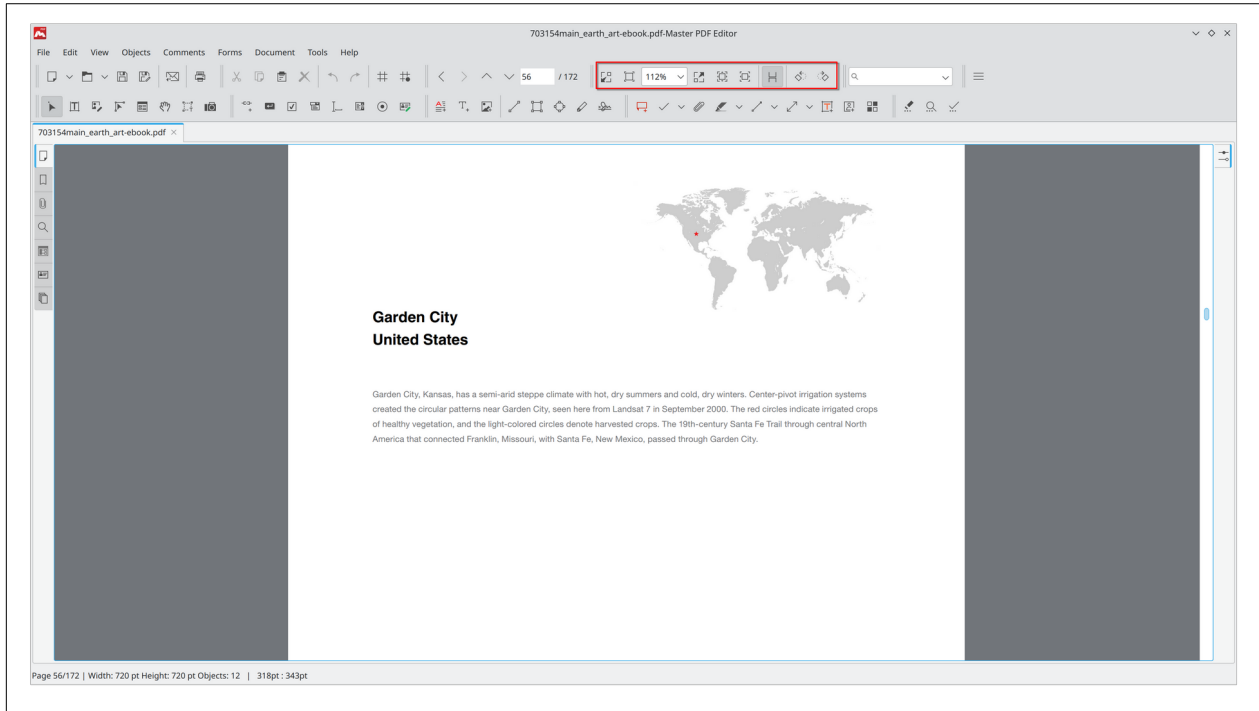 703154main_earth_art-ebook.pdf-Master PDF Editor
File Edit View Objects Comments Forms Document Tools Help
56 / 172 112%
703154main_earth_art-ebook.pdf
Garden City
United States
Garden City, Kansas, has a semi-arid steppe climate with hot, dry summers and cold, dry winters. Center-pivot irrigation systems
created the circular patterns near Garden City, seen here from Landsat 7 in September 2000. The red circles indicate irrigated crops
of healthy vegetation, and the light-colored circles denote harvested crops. The 19th-century Santa Fe Trail through central North
America that connected Franklin, Missouri, with Santa Fe, New Mexico, passed through Garden City.
Page 56/172 | Width: 720 pt Height: 720 pt Objects: 12 | 318pt : 343pt